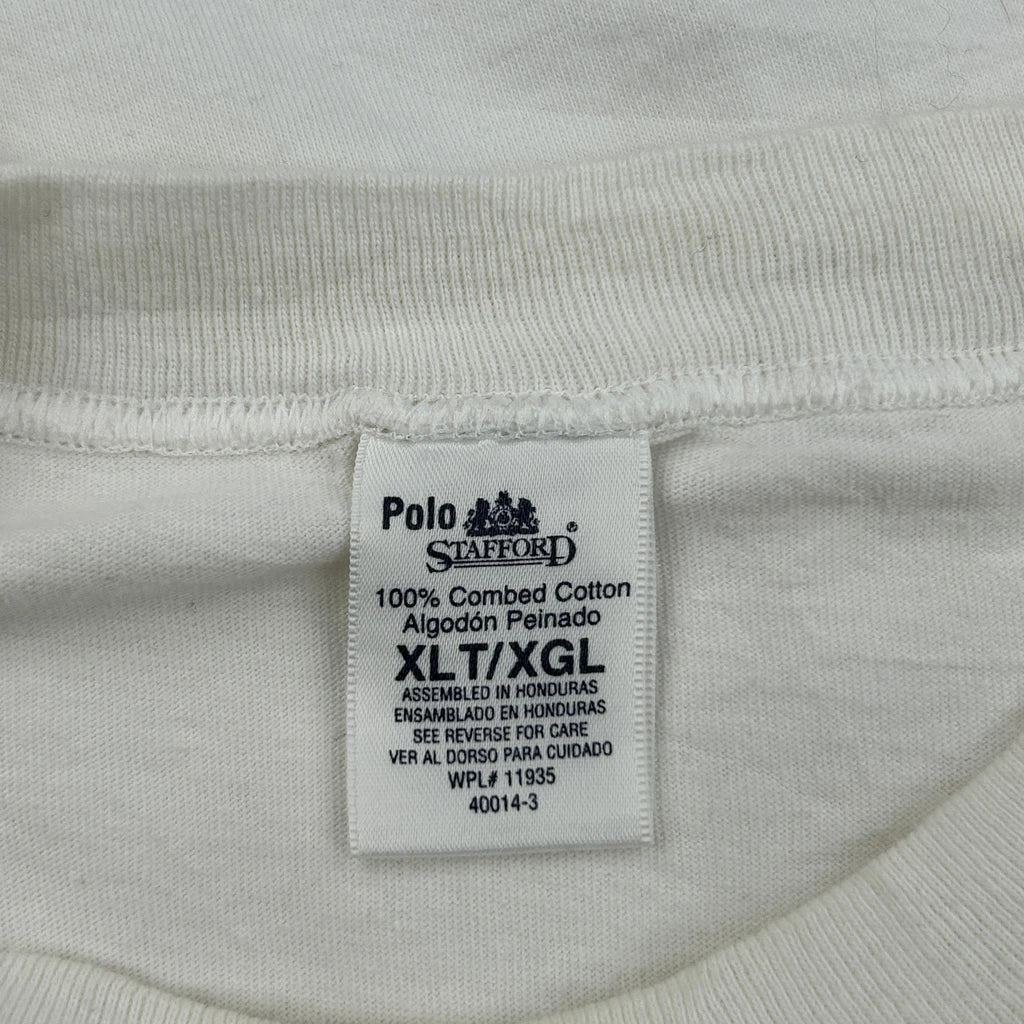 Polo
STAFFORD®
100% Combed Cotton
Algodón Peinado
XLT/XGL
ASSEMBLED IN HONDURAS
ENSAMBLADO EN HONDURAS
SEE REVERSE FOR CARE
VER AL DORSO PARA CUIDADO
WPL# 11935
40014-3